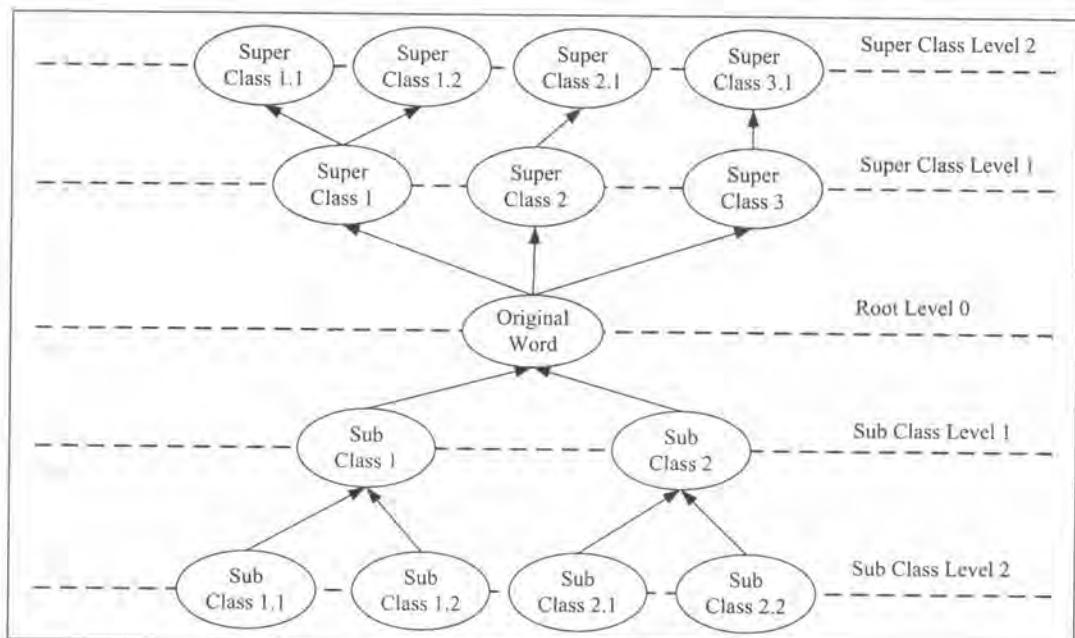 Super
Class 1.1
Super
Class 1.2
Super
Class 2.1
Super
Class 3.1
Super Class Level 2
Super
Class 1
Super
Class 2
Super
Class 3
Super Class Level 1
Original
Word
Root Level 0
Sub
Class 1
Sub
Class 2
Sub Class Level 1
Sub
Class 1.1
Sub
Class 1.2
Sub
Class 2.1
Sub
Class 2.2
Sub Class Level 2